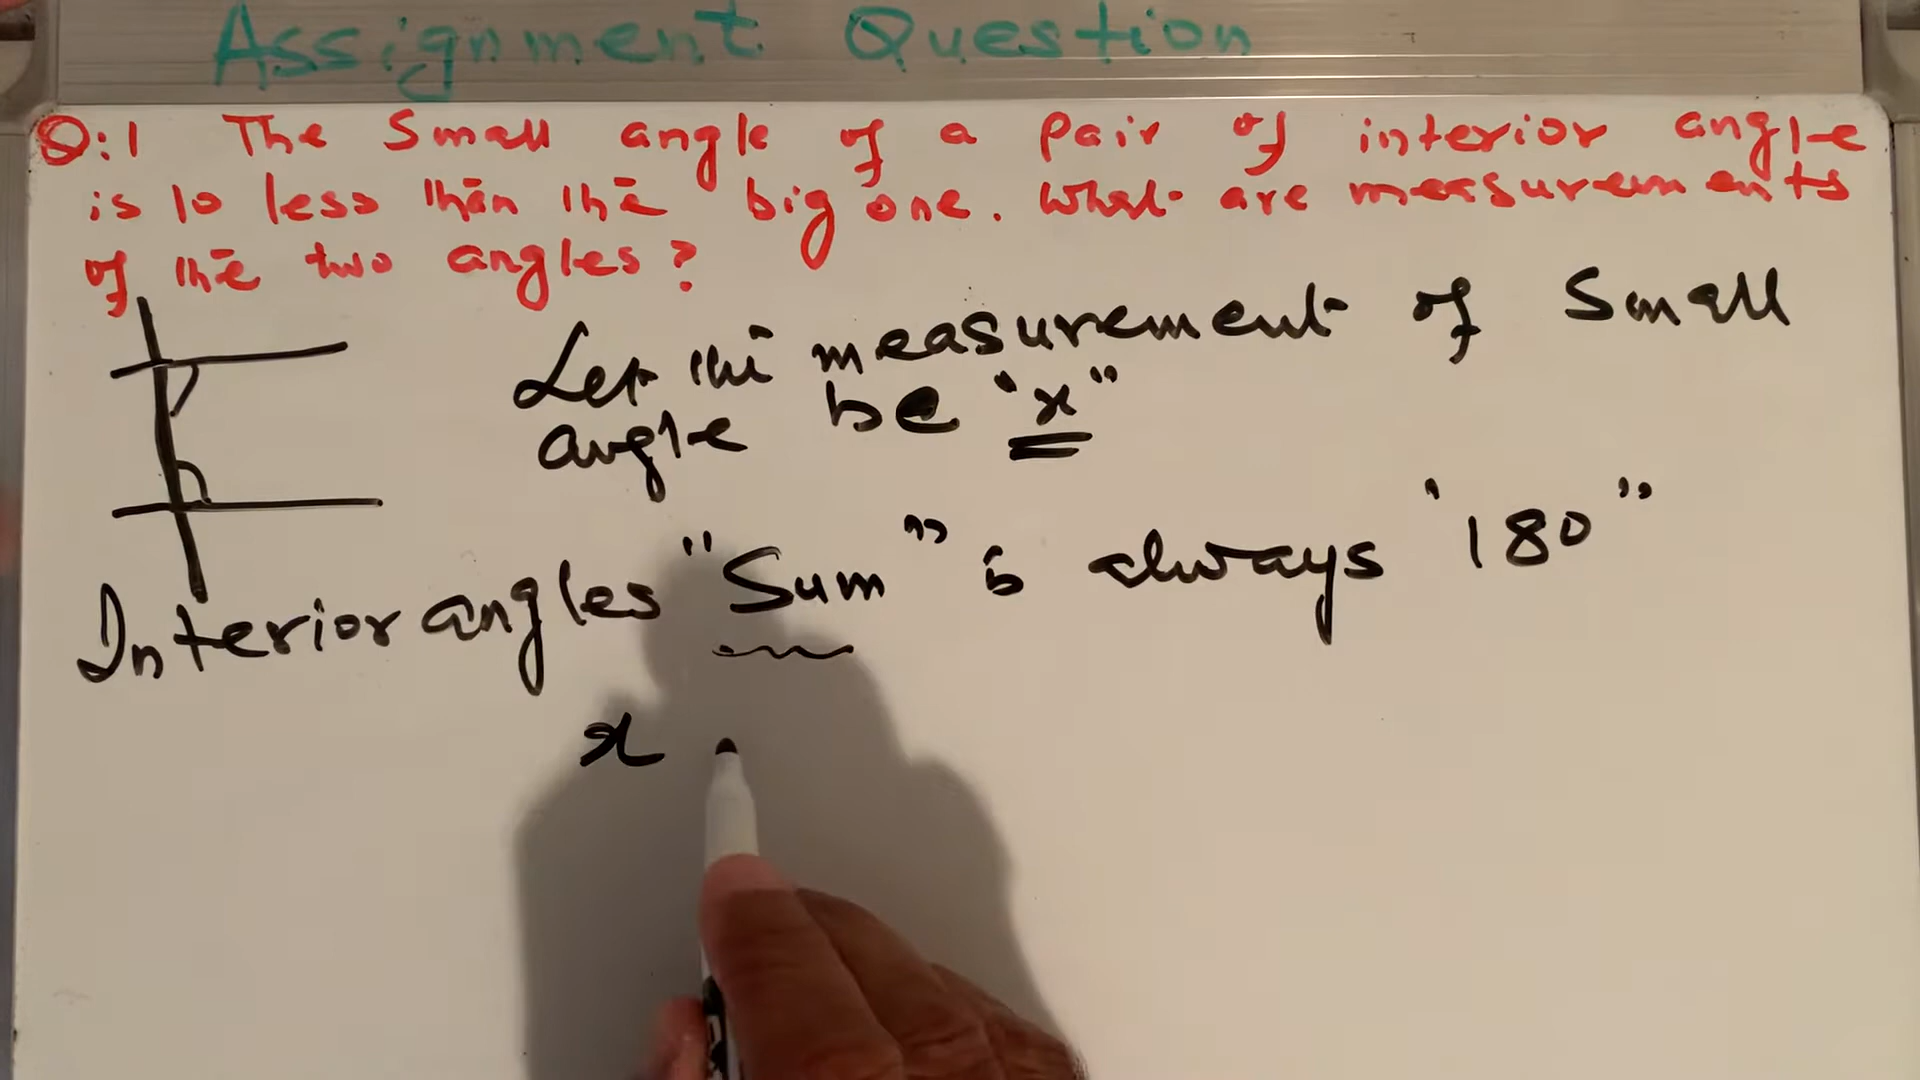 Assignment Question
Q:1 The Small angle of a pair of interior angle
is 10 less than the big one. What are measurements
of the two angles?
Let the measurement of Small
angle be "x"
Interior angles "Sum" is always "180"
x